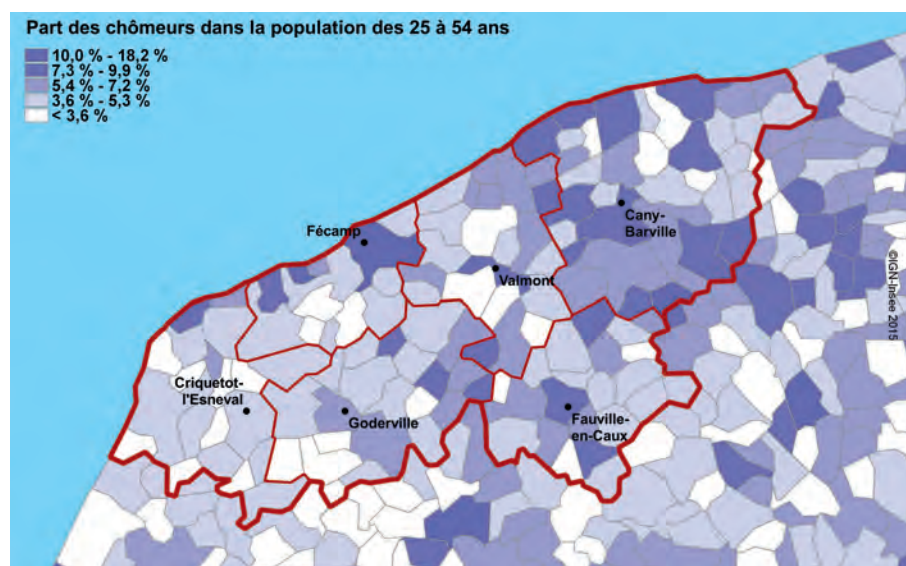 Part des chômeurs dans la population des 25 à 54 ans
10,0 % - 18,2 %
7,3 % - 9,9 %
5,4 % - 7,2 %
3,6 % - 5,3 %
< 3,6 %
Fécamp
Cany-
Barville
Valmont
©IGN-Insee 2015
Criquetot-
l'Esneval
Goderville
Fauville-
en-Caux